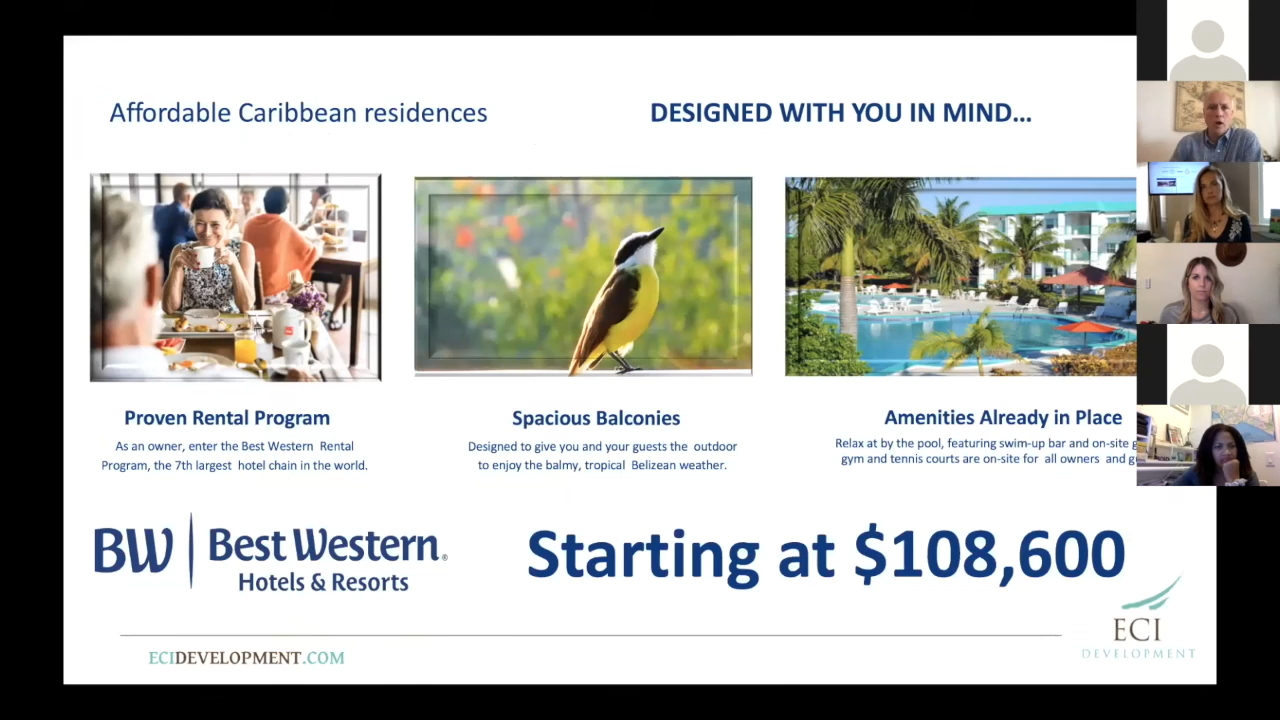 Affordable Caribbean residences
DESIGNED WITH YOU IN MIND...
Proven Rental Program
As an owner, enter the Best Western Rental
Program, the 7th largest hotel chain in the world.
Spacious Balconies
Designed to give you and your guests the outdoor
to enjoy the balmy, tropical Belizean weather.
Amenities Already in Place
Relax at by the pool, featuring swim-up bar and on-site
gym and tennis courts are on-site for all owners and
BW Best Western®
Hotels & Resorts
Starting at $108,600
ECI
DEVELOPMENT
ECIDEVELOPMENT.COM